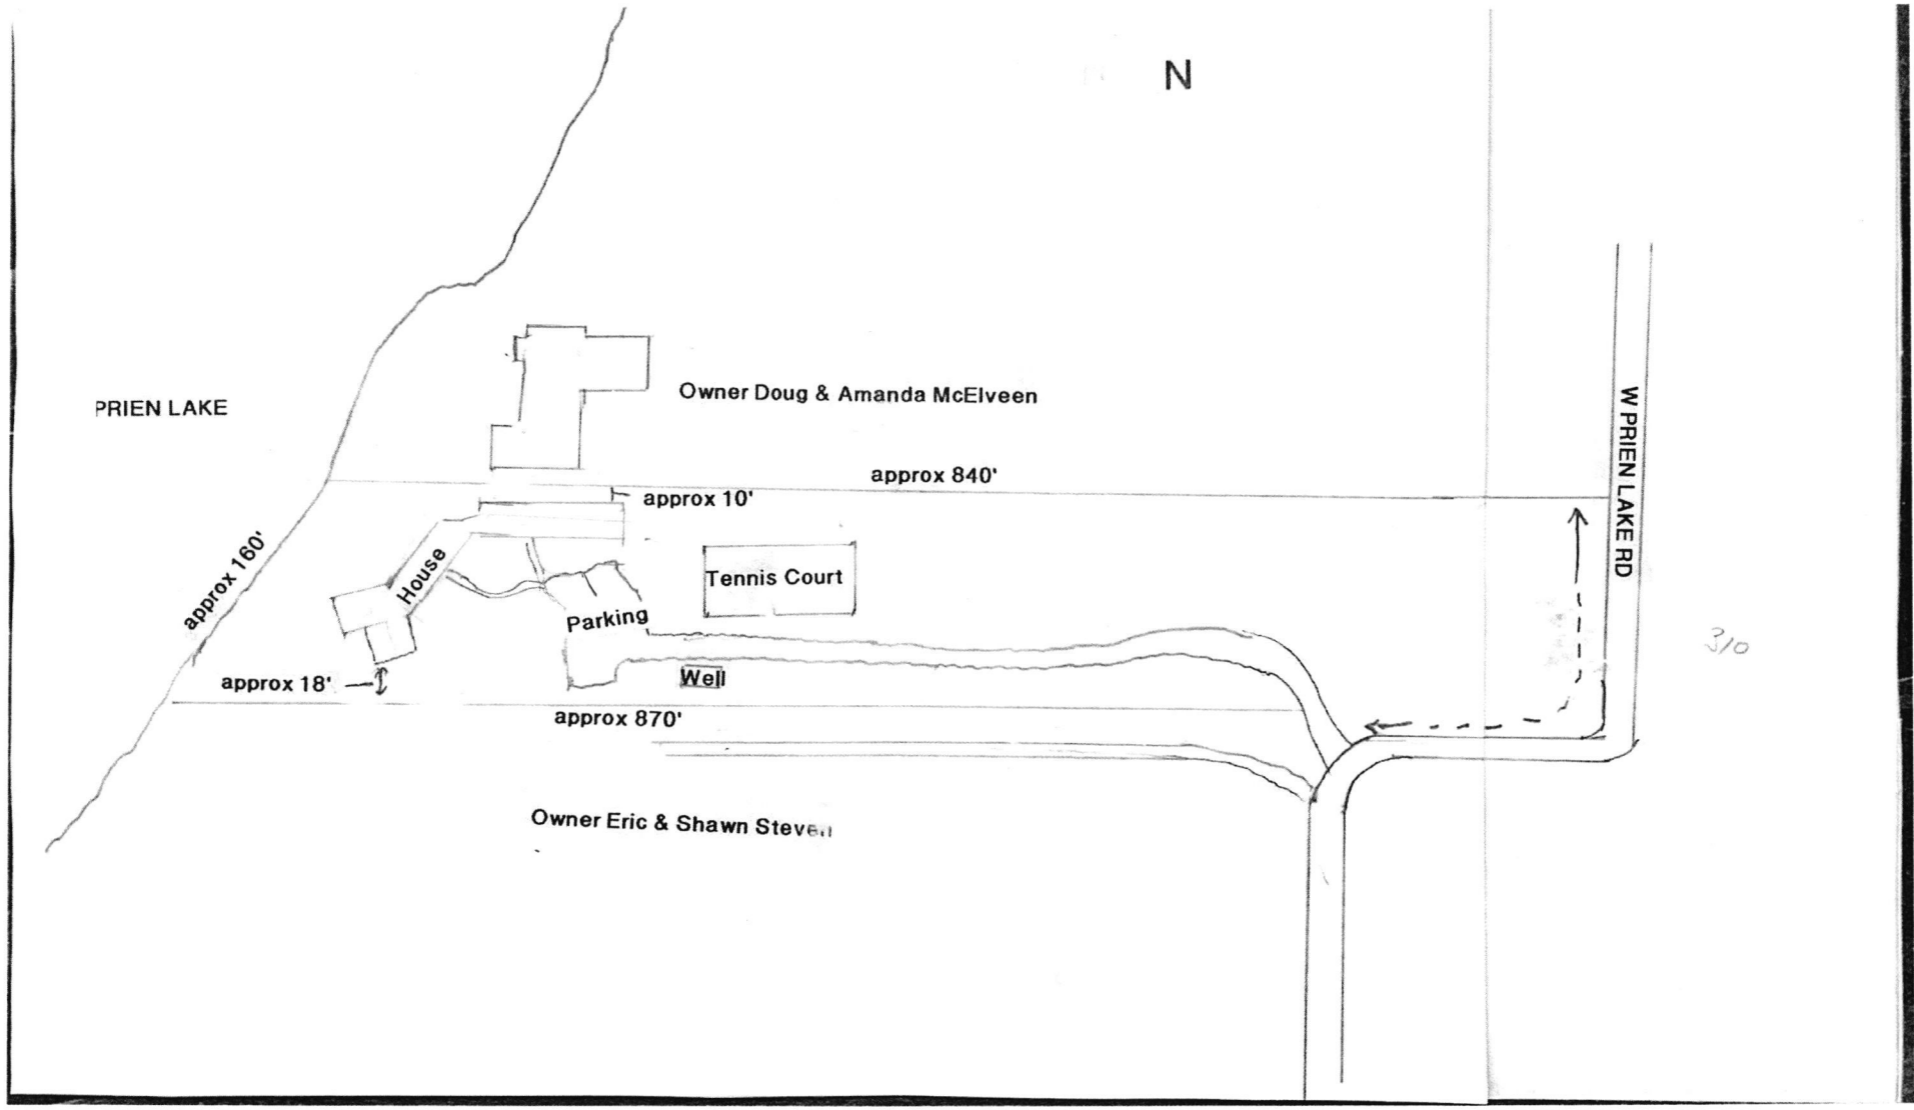 N
PRIEN LAKE
Owner Doug & Amanda McElveen
W PRIEN LAKE RD
approx 840'
approx 10'
approx 160'
House
Tennis Court
Parking
310
approx 18'
Well
approx 870'
Owner Eric & Shawn Steven